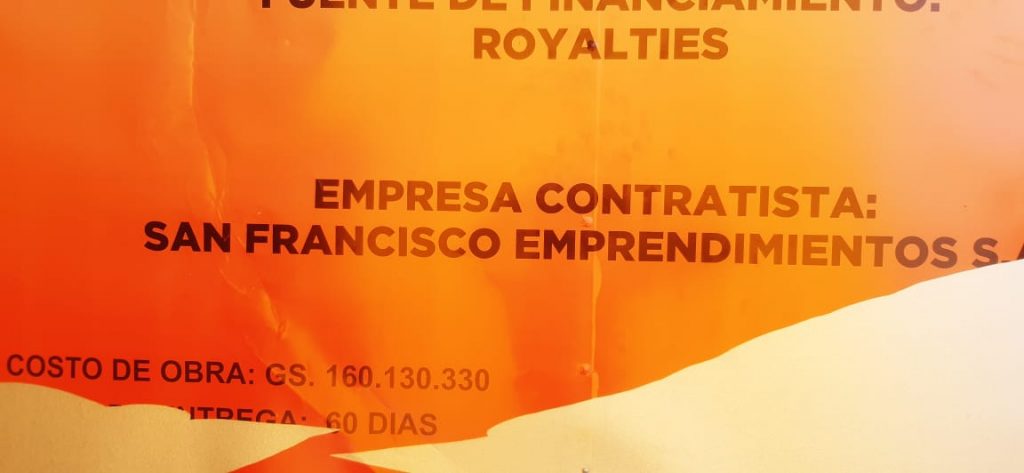 FUENTE DE FINANCIAMIENTO:
ROYALTIES
EMPRESA CONTRATISTA:
SAN FRANCISCO EMPRENDIMIENTOS S.
COSTO DE OBRA: GS. 160.130.330
60 DIAS